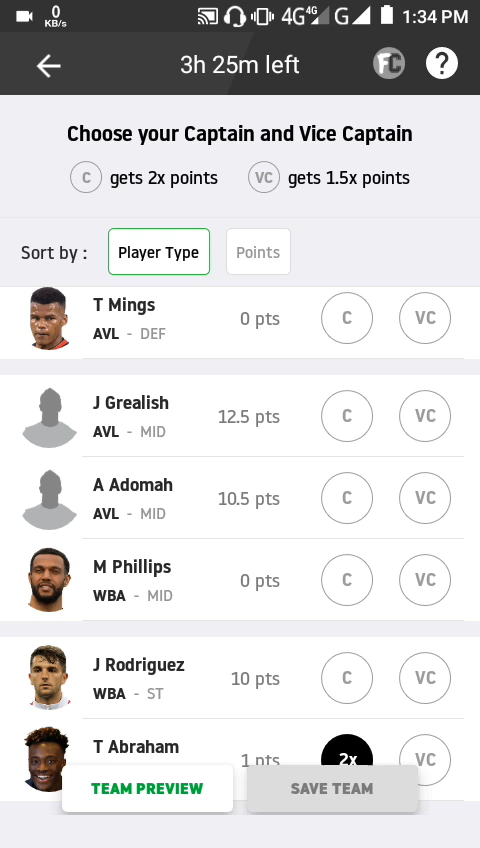 0 KB/s 4G 4G G 1:34 PM
3h 25m left FC ?
Choose your Captain and Vice Captain
C gets 2x points VC gets 1.5x points
Sort by : Player Type Points
T Mings
AVL - DEF 0 pts C VC
J Grealish
AVL - MID 12.5 pts C VC
A Adomah
AVL - MID 10.5 pts C VC
M Phillips
WBA - MID 0 pts C VC
J Rodriguez
WBA - ST 10 pts C VC
T Abraham
1 pts 2x VC
TEAM PREVIEW SAVE TEAM